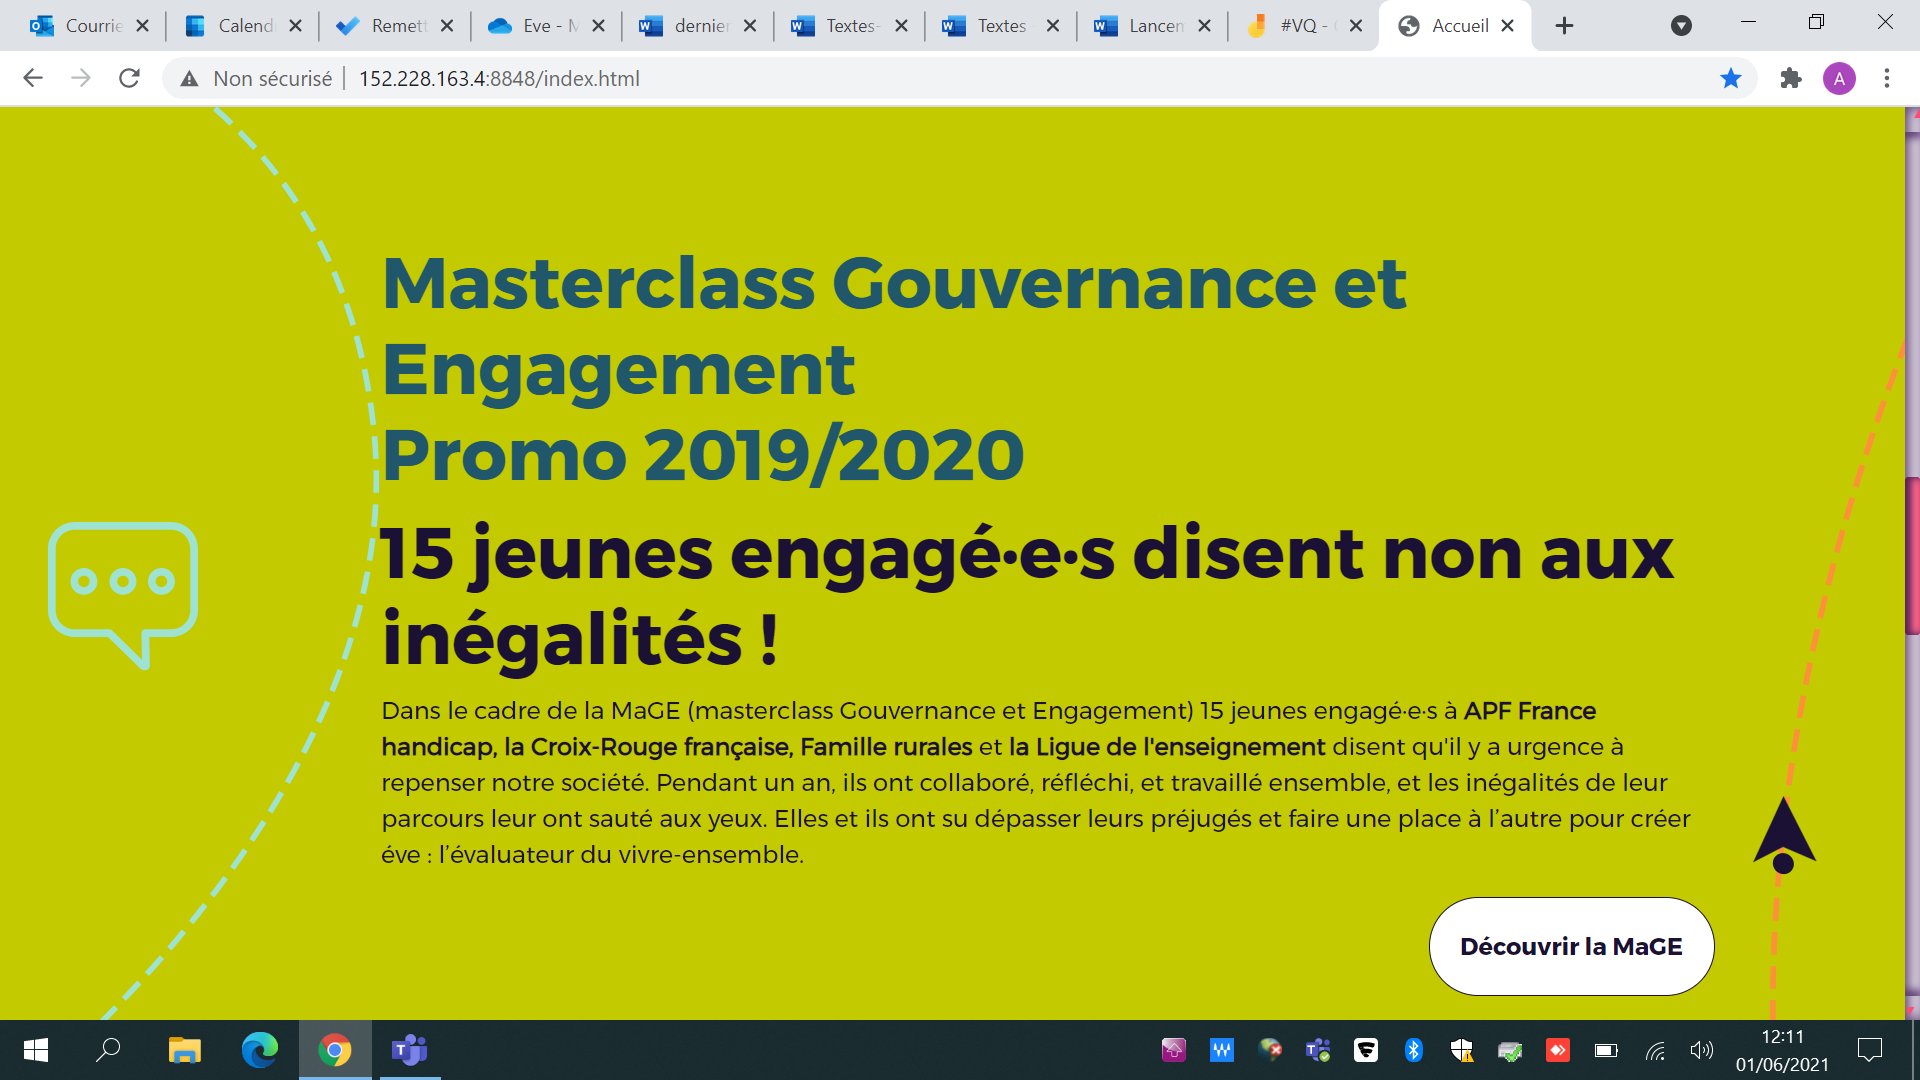 Courrie
Calend
Remett
Eve - M
dernier
Textes-
Textes
Lancem
#VQ -
Accueil
Non sécurisé
152.228.163.4:8848/index.html
A
Masterclass Gouvernance et
Engagement
Promo 2019/2020
15 jeunes engagé·e·s disent non aux
inégalités !
Dans le cadre de la MaGE (masterclass Gouvernance et Engagement) 15 jeunes engagé·e·s à APF France
handicap, la Croix-Rouge française, Famille rurales et la Ligue de l'enseignement disent qu'il y a urgence à
repenser notre société. Pendant un an, ils ont collaboré, réfléchi, et travaillé ensemble, et les inégalités de leur
parcours leur ont sauté aux yeux. Elles et ils ont su dépasser leurs préjugés et faire une place à l’autre pour créer
éve : l’évaluateur du vivre-ensemble.
Découvrir la MaGE
12:11
01/06/2021